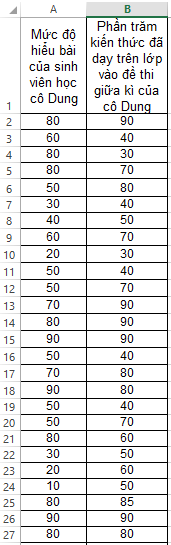 A B
1 Mức độ hiểu bài của sinh viên học cô Dung Phần trăm kiến thức đã dạy trên lớp vào đề thi giữa kì của cô Dung
2 80 90
3 60 40
4 80 30
5 80 70
6 50 80
7 30 40
8 40 50
9 60 70
10 20 30
11 50 40
12 50 70
13 70 90
14 80 90
15 90 90
16 50 40
17 70 80
18 90 80
19 50 40
20 50 70
21 80 60
22 30 50
23 20 60
24 10 50
25 80 85
26 90 90
27 80 80